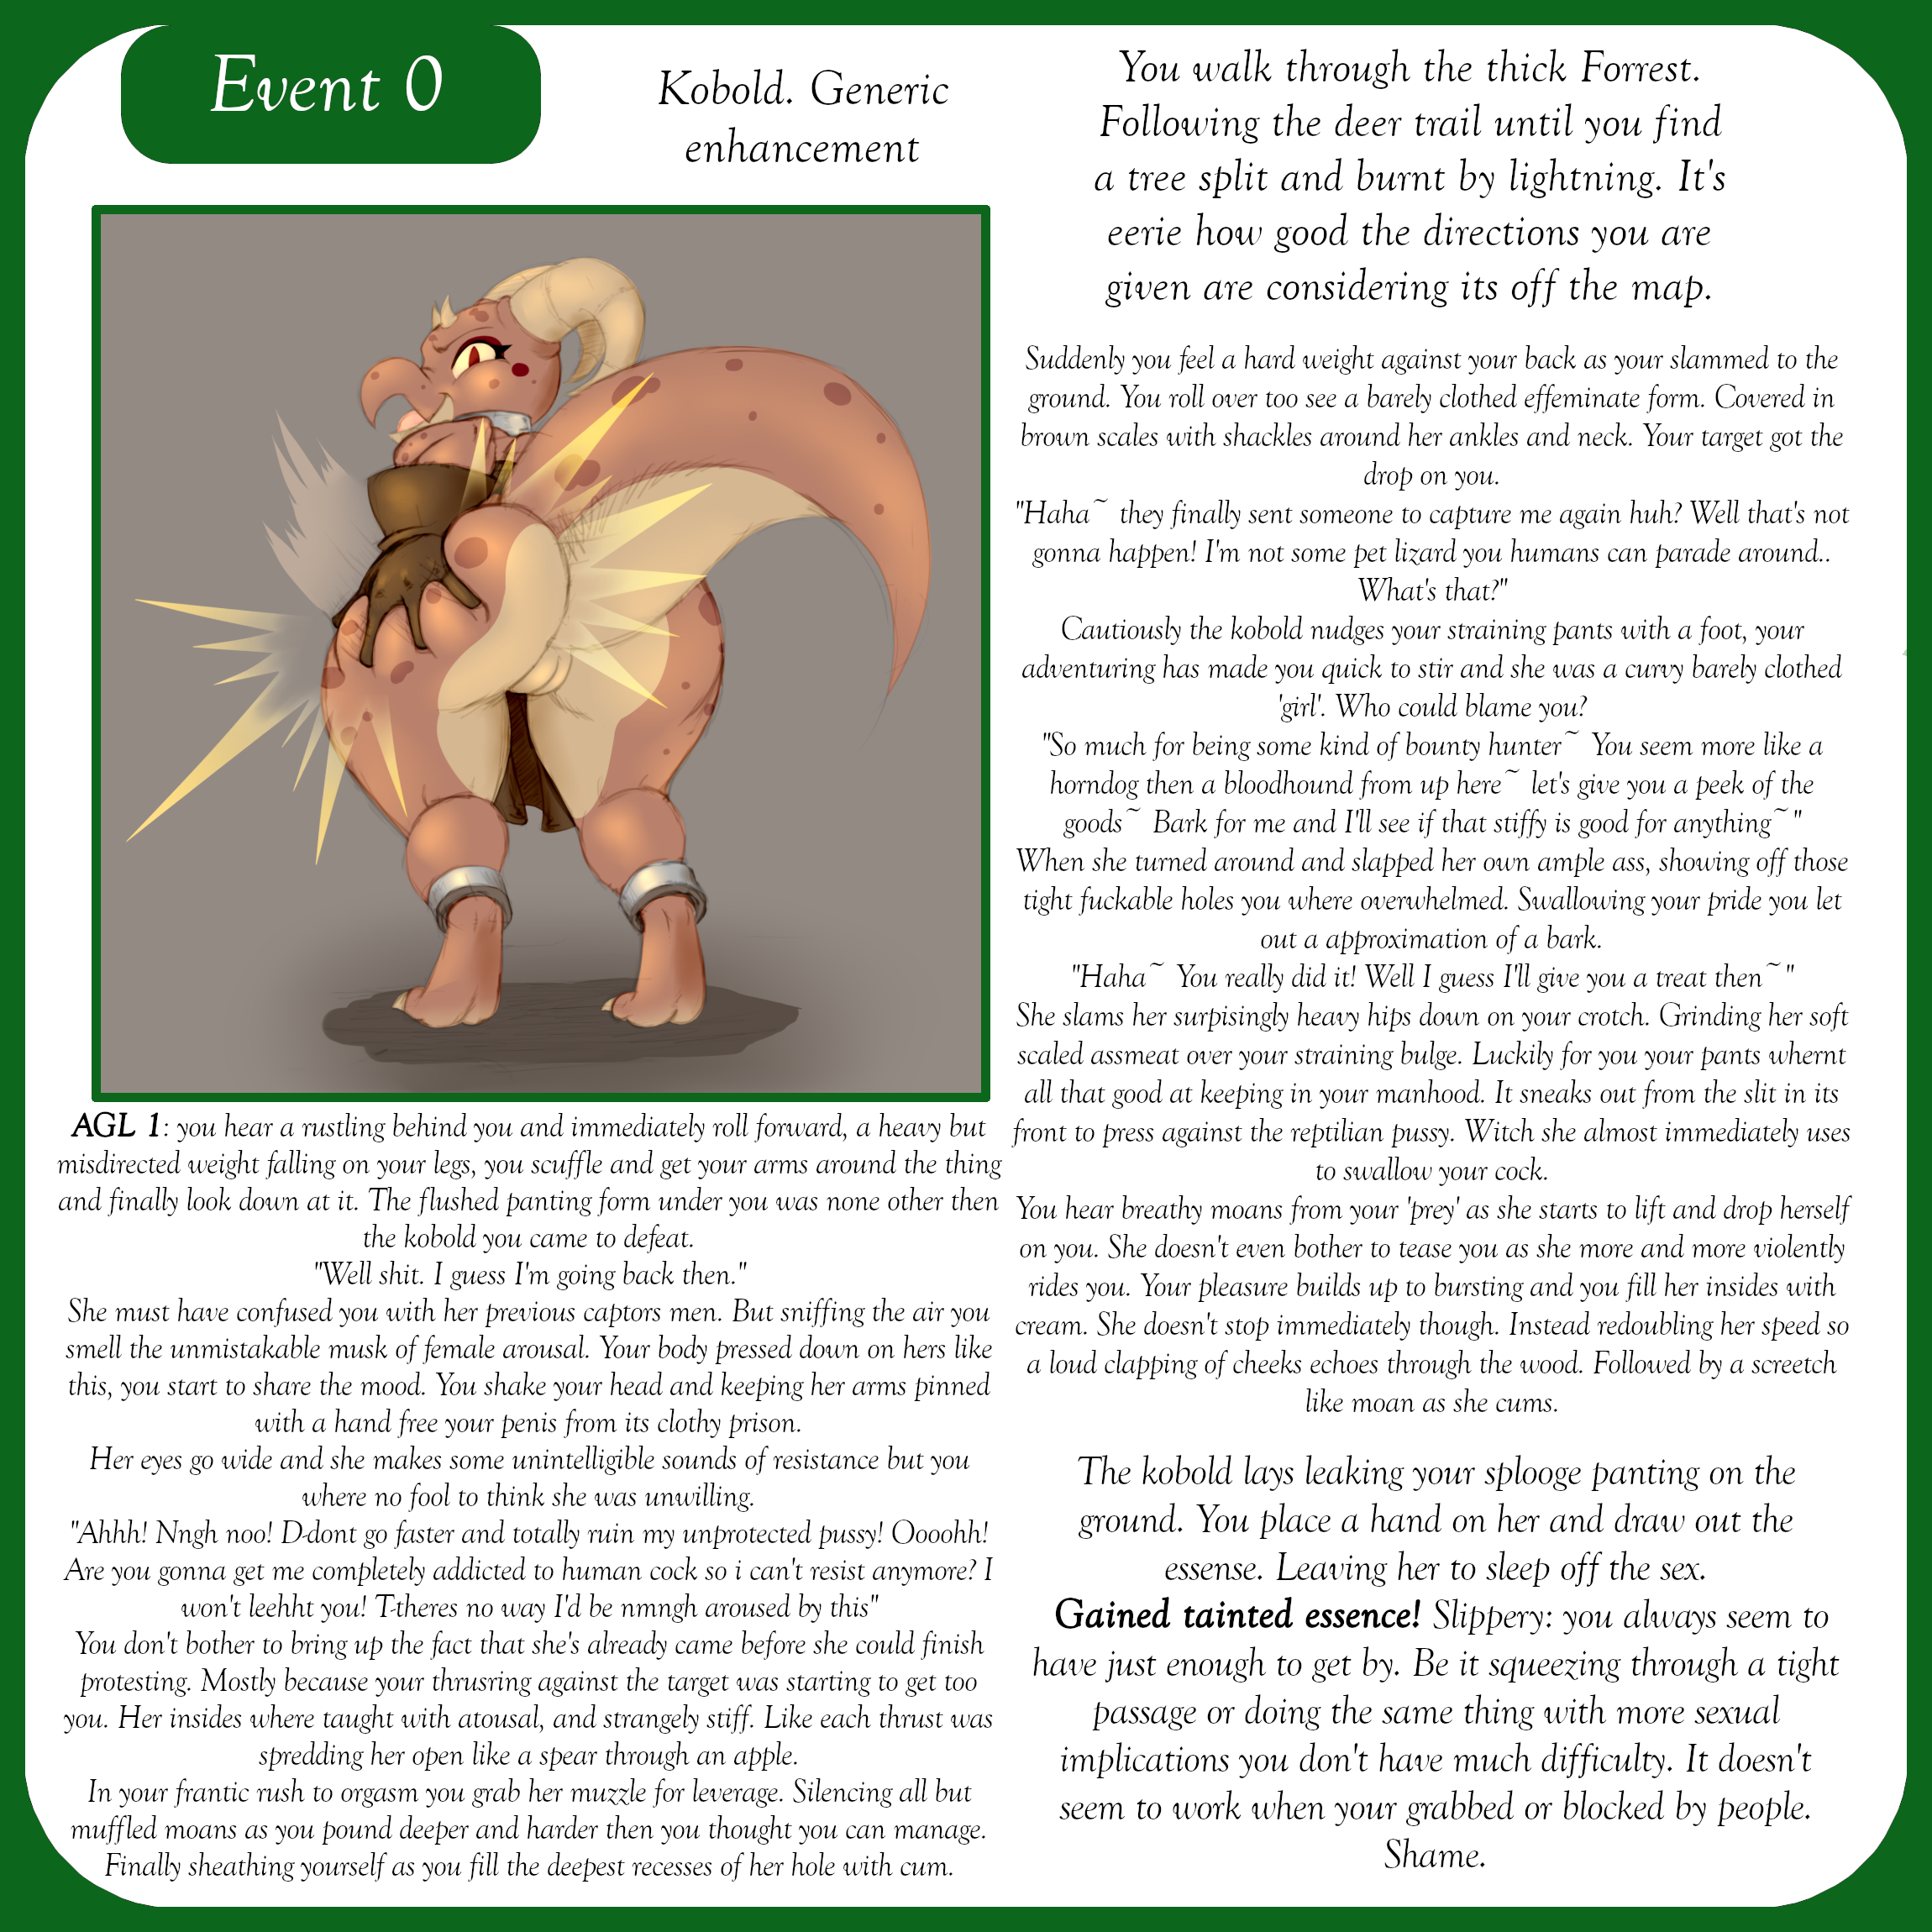 Event 0
Kobold. Generic
enhancement
AGL 1: you hear a rustling behind you and immediately roll forward, a heavy but
misdirected weight falling on your legs, you scuffle and get your arms around the thing
and finally look down at it. The flushed panting form under you was none other then
the kobold you came to defeat.
"Well shit. I guess I'm going back then."
She must have confused you with her previous captors men. But sniffing the air you
smell the unmistakable musk of female arousal. Your body pressed down on hers like
this, you start to share the mood. You shake your head and keeping her arms pinned
with a hand free your penis from its clothy prison.
Her eyes go wide and she makes some unintelligible sounds of resistance but you
where no fool to think she was unwilling.
"Ahhh! Nngh noo! D-dont go faster and totally ruin my unprotected pussy! Oooohh!
Are you gonna get me completely addicted to human cock so i can't resist anymore? I
won't leehht you! T-theres no way I'd be nmngh aroused by this"
You don't bother to bring up the fact that she's already came before she could finish
protesting. Mostly because your thrusring against the target was starting to get too
you. Her insides where taught with atousal, and strangely stiff. Like each thrust was
spredding her open like a spear through an apple.
In your frantic rush to orgasm you grab her muzzle for leverage. Silencing all but
muffled moans as you pound deeper and harder then you thought you can manage.
Finally sheathing yourself as you fill the deepest recesses of her hole with cum.
You walk through the thick Forrest.
Following the deer trail until you find
a tree split and burnt by lightning. It's
eerie how good the directions you are
given are considering its off the map.
Suddenly you feel a hard weight against your back as your slammed to the
ground. You roll over too see a barely clothed effeminate form. Covered in
brown scales with shackles around her ankles and neck. Your target got the
drop on you.
"Haha~ they finally sent someone to capture me again huh? Well that's not
gonna happen! I'm not some pet lizard you humans can parade around..
What's that?"
Cautiously the kobold nudges your straining pants with a foot, your
adventuring has made you quick to stir and she was a curvy barely clothed
'girl'. Who could blame you?
"So much for being some kind of bounty hunter~ You seem more like a
horndog then a bloodhound from up here~ let's give you a peek of the
goods~ Bark for me and I'll see if that stiffy is good for anything~"
When she turned around and slapped her own ample ass, showing off those
tight fuckable holes you where overwhelmed. Swallowing your pride you let
out a approximation of a bark.
"Haha~ You really did it! Well I guess I'll give you a treat then~"
She slams her surpisingly heavy hips down on your crotch. Grinding her soft
scaled assmeat over your straining bulge. Luckily for you your pants whernt
all that good at keeping in your manhood. It sneaks out from the slit in its
front to press against the reptilian pussy. Witch she almost immediately uses
to swallow your cock.
You hear breathy moans from your 'prey' as she starts to lift and drop herself
on you. She doesn't even bother to tease you as she more and more violently
rides you. Your pleasure builds up to bursting and you fill her insides with
cream. She doesn't stop immediately though. Instead redoubling her speed so
a loud clapping of cheeks echoes through the wood. Followed by a screetch
like moan as she cums.
The kobold lays leaking your splooge panting on the
ground. You place a hand on her and draw out the
essense. Leaving her to sleep off the sex.
Gained tainted essence! Slippery: you always seem to
have just enough to get by. Be it squeezing through a tight
passage or doing the same thing with more sexual
implications you don't have much difficulty. It doesn't
seem to work when your grabbed or blocked by people.
Shame.